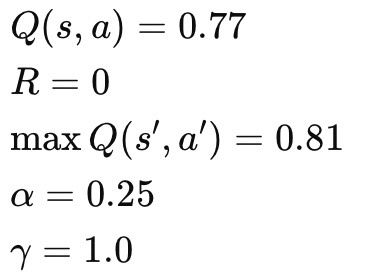 Q(s, a) = 0.77
R = 0
max Q(s′, a′) = 0.81
α = 0.25
γ = 1.0